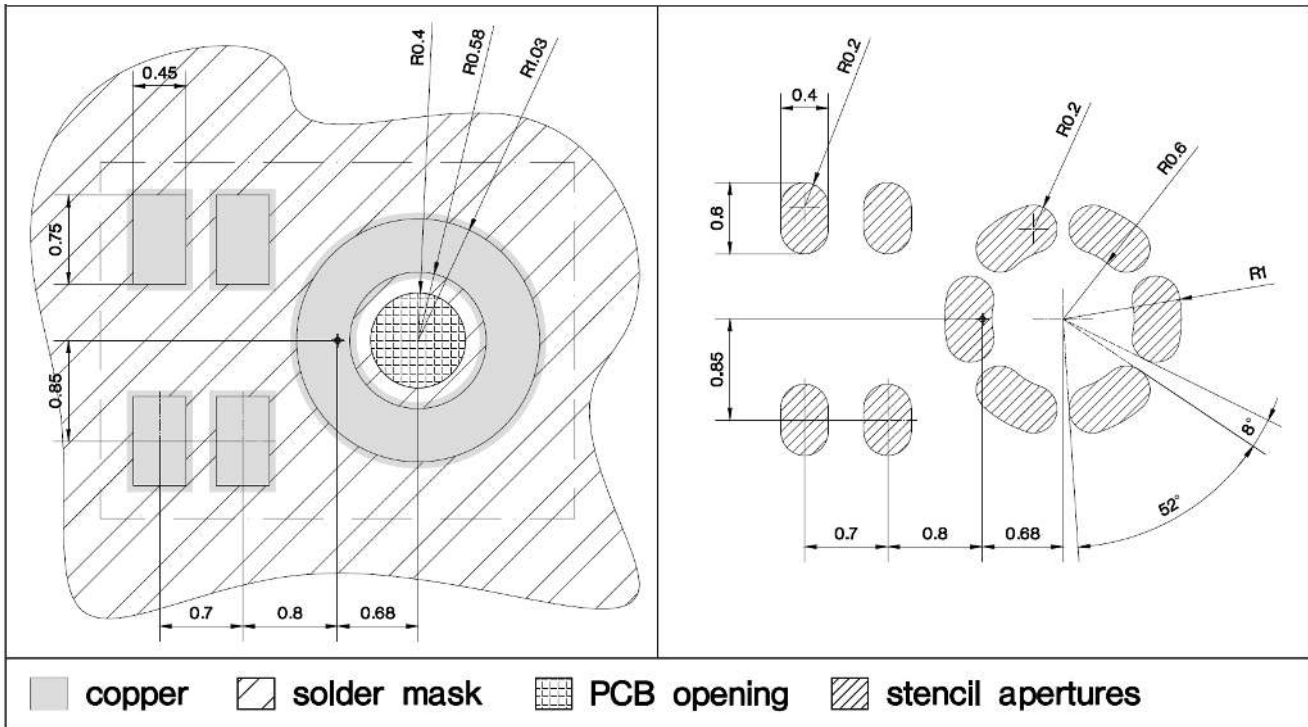 R0.4
R0.58
R1.03
0.45
0.75
0.85
0.7
0.8
0.68
R0.2
0.4
R0.2
R0.6
0.6
R1
0.85
8°
52°
0.7
0.8
0.68
copper
solder mask
PCB opening
stencil apertures